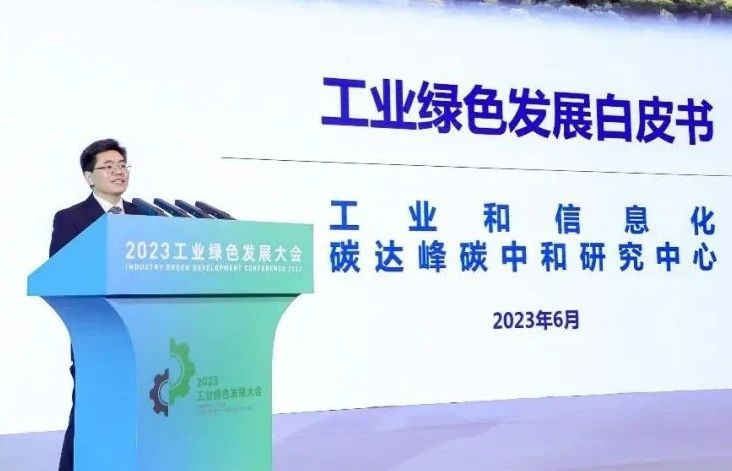 工业绿色发展白皮书
工业和信息化
碳达峰碳中和研究中心
2023年6月
2023工业绿色发展大会
INDUSTRY GREEN DEVELOPMENT CONFERENCE 2023
2023
工业绿色发展大会